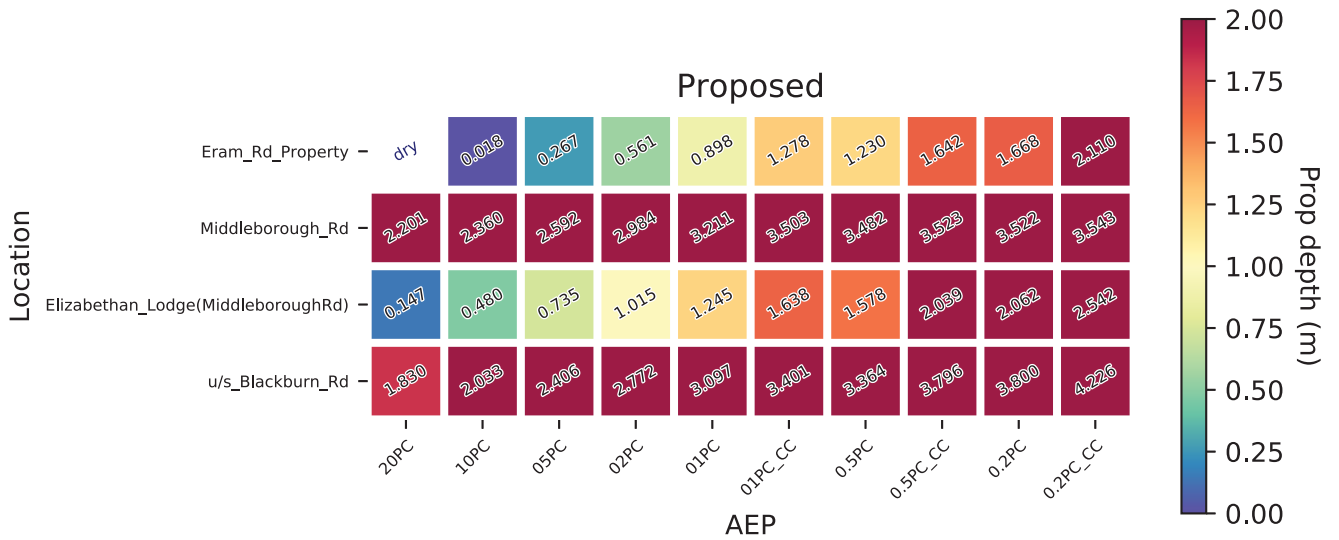 Proposed
Location
Eram_Rd_Property dry 0.018 0.267 0.561 0.898 1.278 1.230 1.642 1.668 2.110
Middleborough_Rd 2.201 2.360 2.592 2.984 3.211 3.503 3.482 3.523 3.522 3.543
Elizabethan_Lodge(MiddleboroughRd) 0.147 0.480 0.735 1.015 1.245 1.638 1.578 2.039 2.062 2.542
u/s_Blackburn_Rd 1.830 2.033 2.406 2.772 3.097 3.401 3.364 3.796 3.800 4.226
20PC 10PC 05PC 02PC 01PC 01PC_CC 0.5PC 0.5PC_CC 0.2PC 0.2PC_CC
AEP
2.00
1.75
1.50
1.25
1.00
0.75
0.50
0.25
0.00
Prop depth (m)